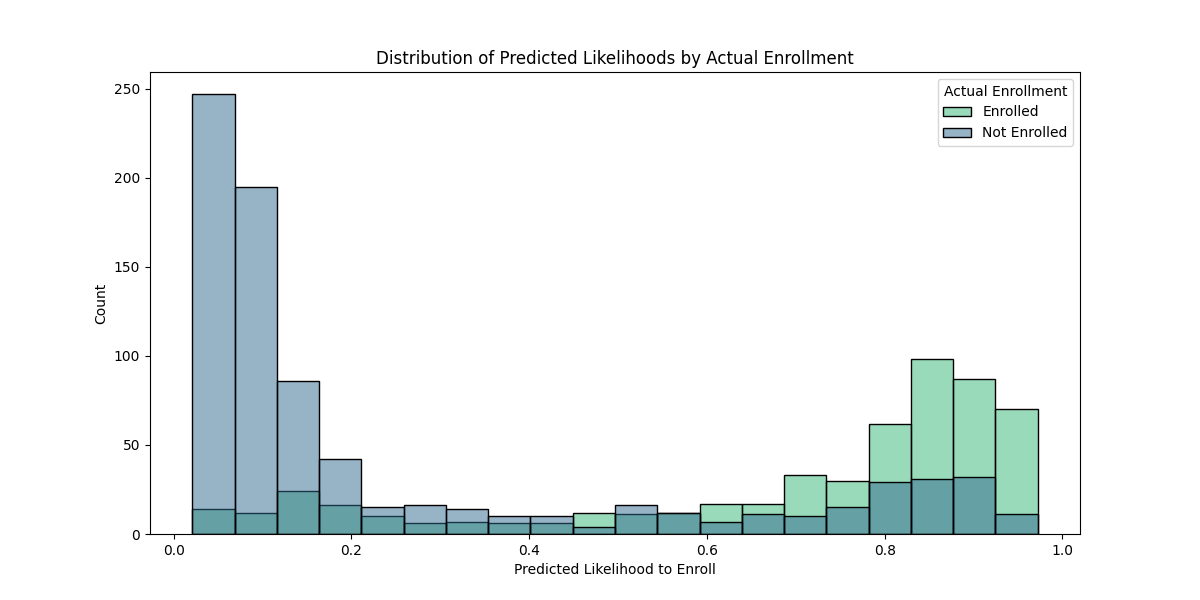 Distribution of Predicted Likelihoods by Actual Enrollment
Actual Enrollment
Enrolled
Not Enrolled
250
200
150
100
50
0
Count
0.0 0.2 0.4 0.6 0.8 1.0
Predicted Likelihood to Enroll